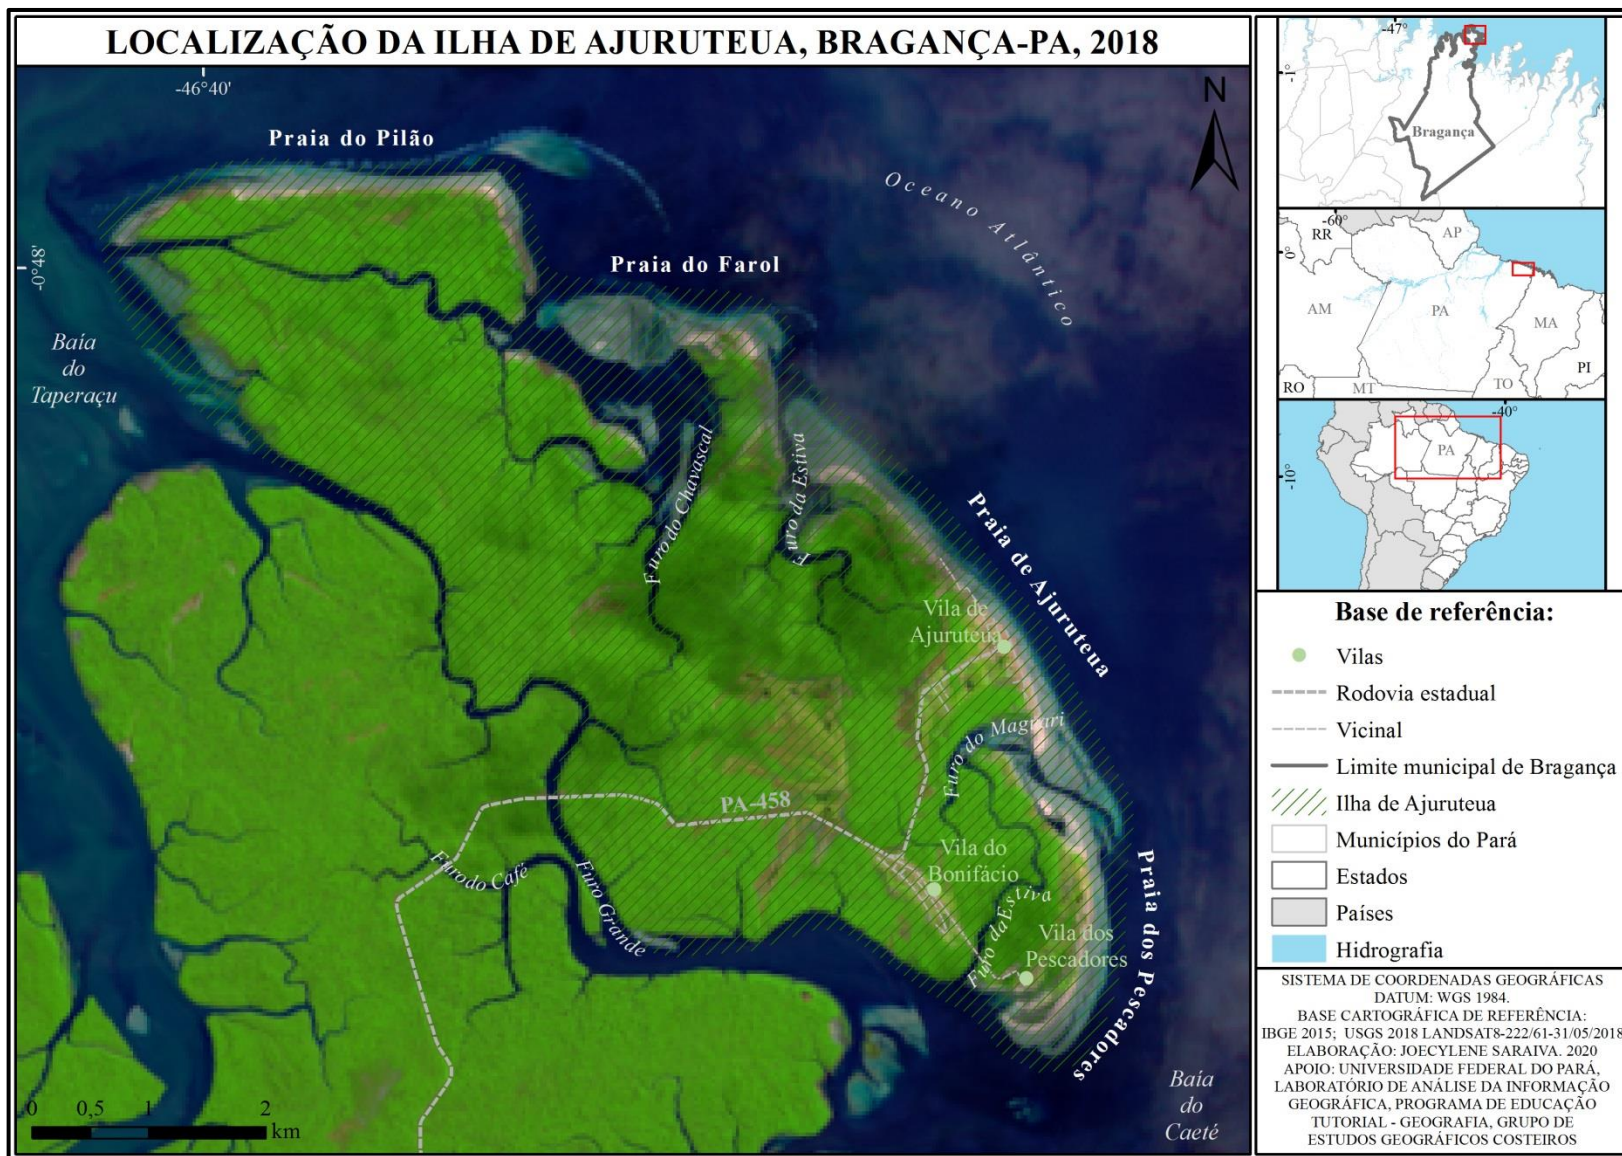 LOCALIZAÇÃO DA ILHA DE AJURUTEUA, BRAGANÇA-PA, 2018
-46°40'
-0°48'
N
Praia do Pilão
Praia do Farol
Oceano Atlântico
Baía
do
Taperaçu
Furo do Chavascal
Furo da Estiva
Praia de Ajuruteua
Vila de
Ajuruteua
Furo do Maguari
PA-458
Vila do
Bonifácio
Furo do Café
Furo Grande
Furo da Estiva
Vila dos
Pescadores
Praia dos Pescadores
Baía
do
Caeté
0 0,5 1 2
km
-47°
-1°
Bragança
-60°
0°
RR
AP
AM
PA
MA
PI
RO
MT
TO
-40°
-10°
PA
Base de referência:
Vilas
Rodovia estadual
Vicinal
Limite municipal de Bragança
Ilha de Ajuruteua
Municípios do Pará
Estados
Países
Hidrografia
SISTEMA DE COORDENADAS GEOGRÁFICAS
DATUM: WGS 1984.
BASE CARTOGRÁFICA DE REFERÊNCIA:
IBGE 2015; USGS 2018 LANDSAT8-222/61-31/05/2018
ELABORAÇÃO: JOECYLENE SARAIVA. 2020
APOIO: UNIVERSIDADE FEDERAL DO PARÁ,
LABORATÓRIO DE ANÁLISE DA INFORMAÇÃO
GEOGRÁFICA, PROGRAMA DE EDUCAÇÃO
TUTORIAL - GEOGRAFIA, GRUPO DE
ESTUDOS GEOGRÁFICOS COSTEIROS